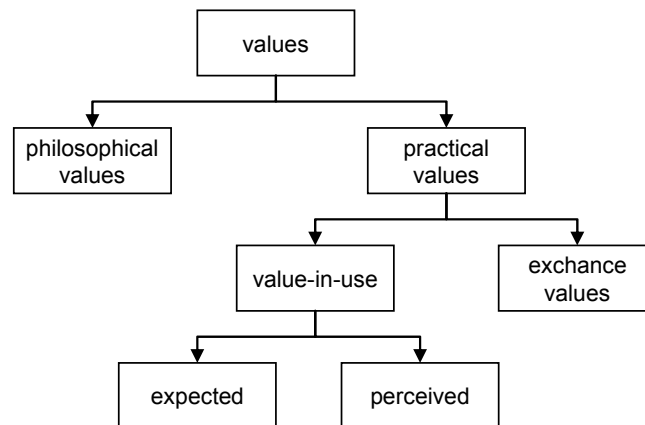 values
philosophical
values
practical
values
value-in-use
exchance
values
expected
perceived